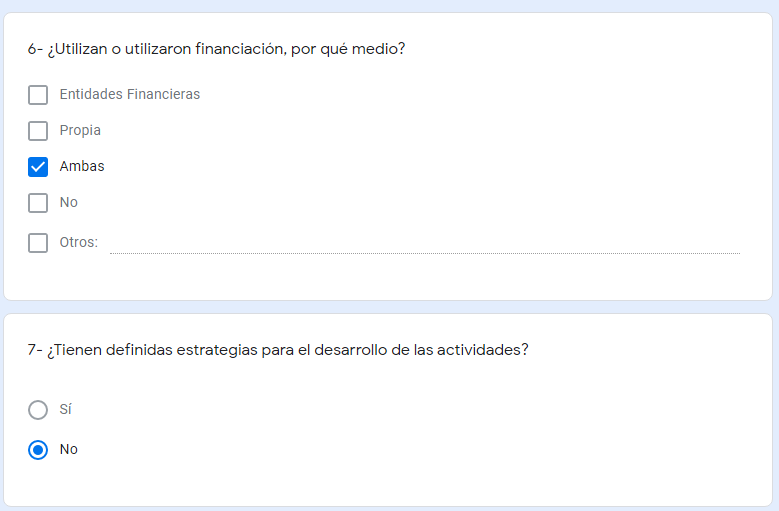 6- ¿Utilizan o utilizaron financiación, por qué medio?
Entidades Financieras
Propia
Ambas
No
Otros:
7- ¿Tienen definidas estrategias para el desarrollo de las actividades?
Sí
No